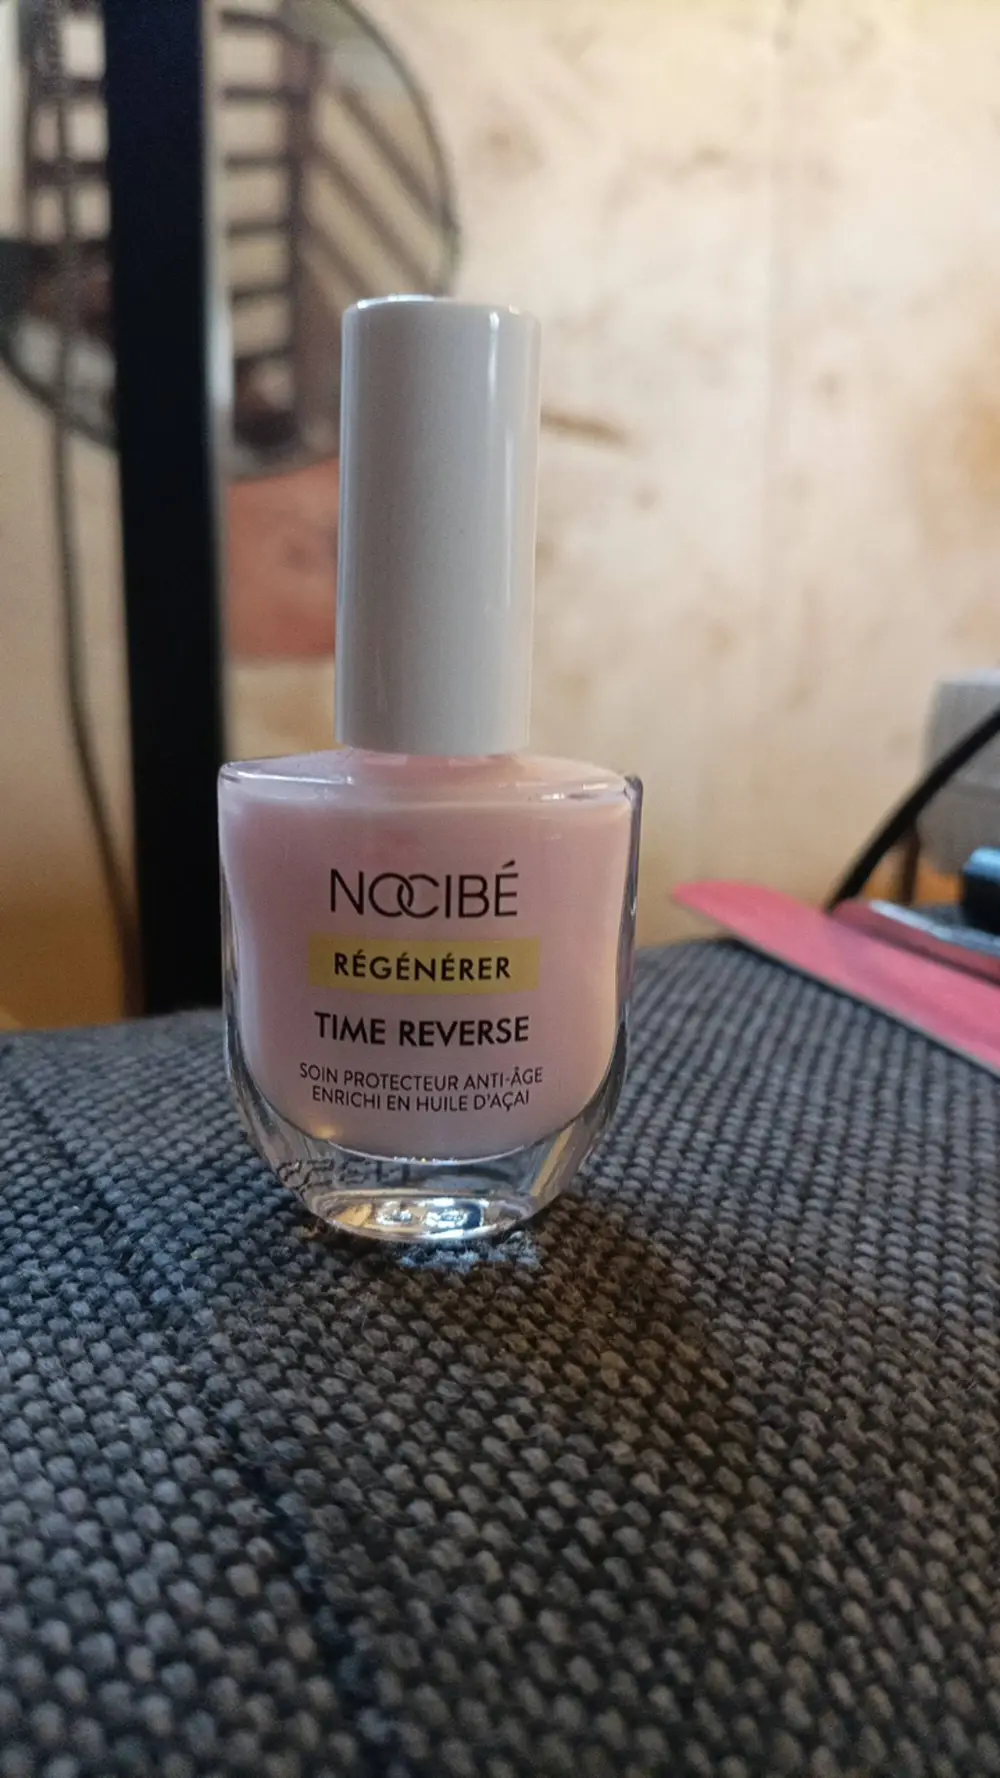 NOCIBÉ
RÉGÉNÉRER
TIME REVERSE
SOIN PROTECTEUR ANTI-ÂGE
ENRICHI EN HUILE D'AÇAI